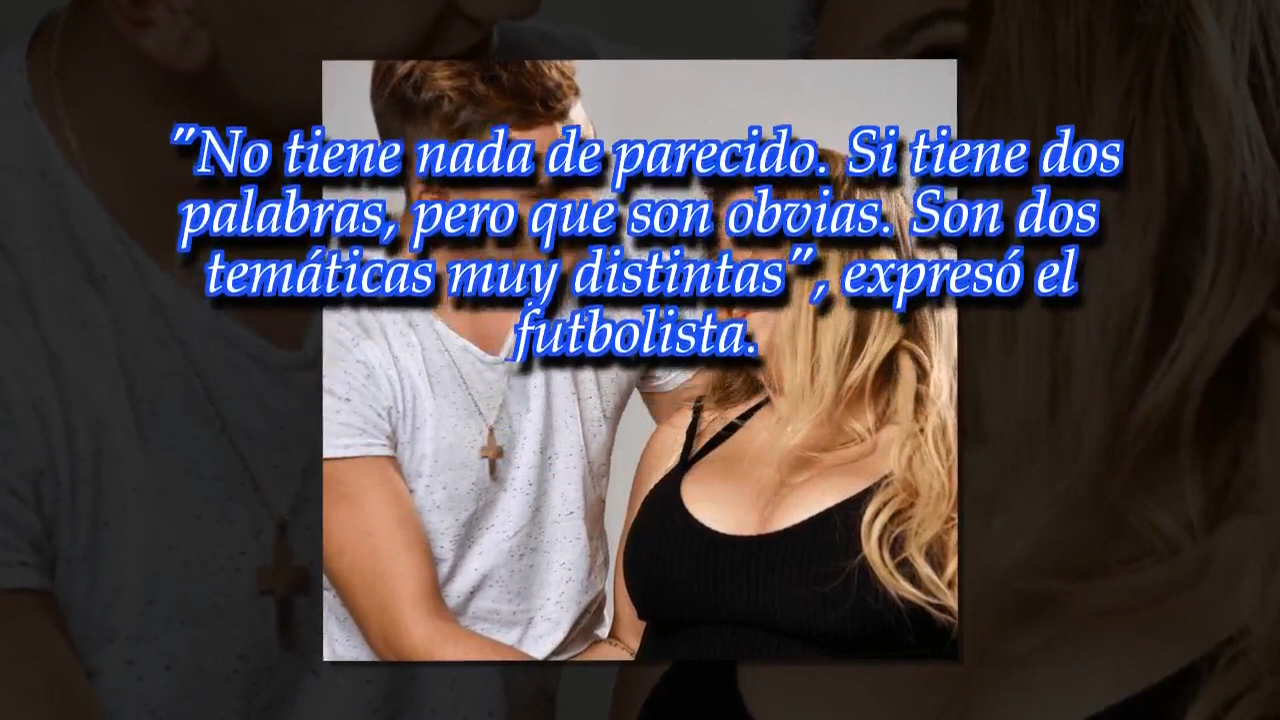 "No tiene nada de parecido. Si tiene dos
palabras, pero que son obvias. Son dos
temáticas muy distintas", expresó el
futbolista.